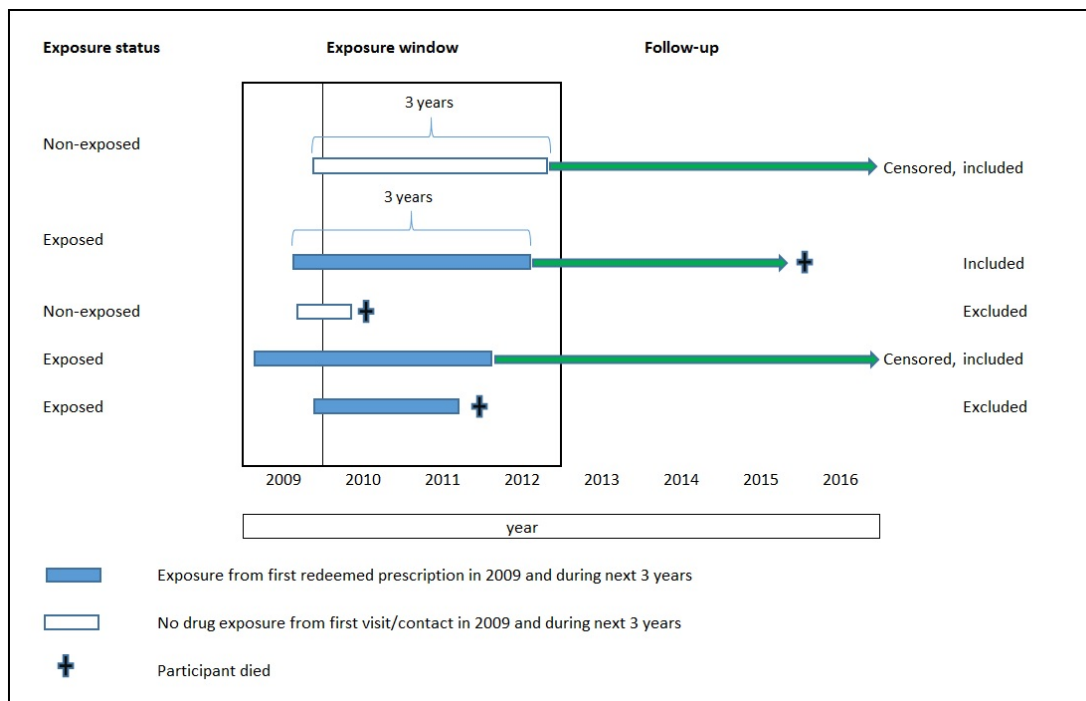 Exposure status Exposure window Follow-up
3 years
Non-exposed
Censored, included
3 years
Exposed
Included
Non-exposed Excluded
Exposed Censored, included
Exposed Excluded
2009 2010 2011 2012 2013 2014 2015 2016
year
Exposure from first redeemed prescription in 2009 and during next 3 years
No drug exposure from first visit/contact in 2009 and during next 3 years
Participant died